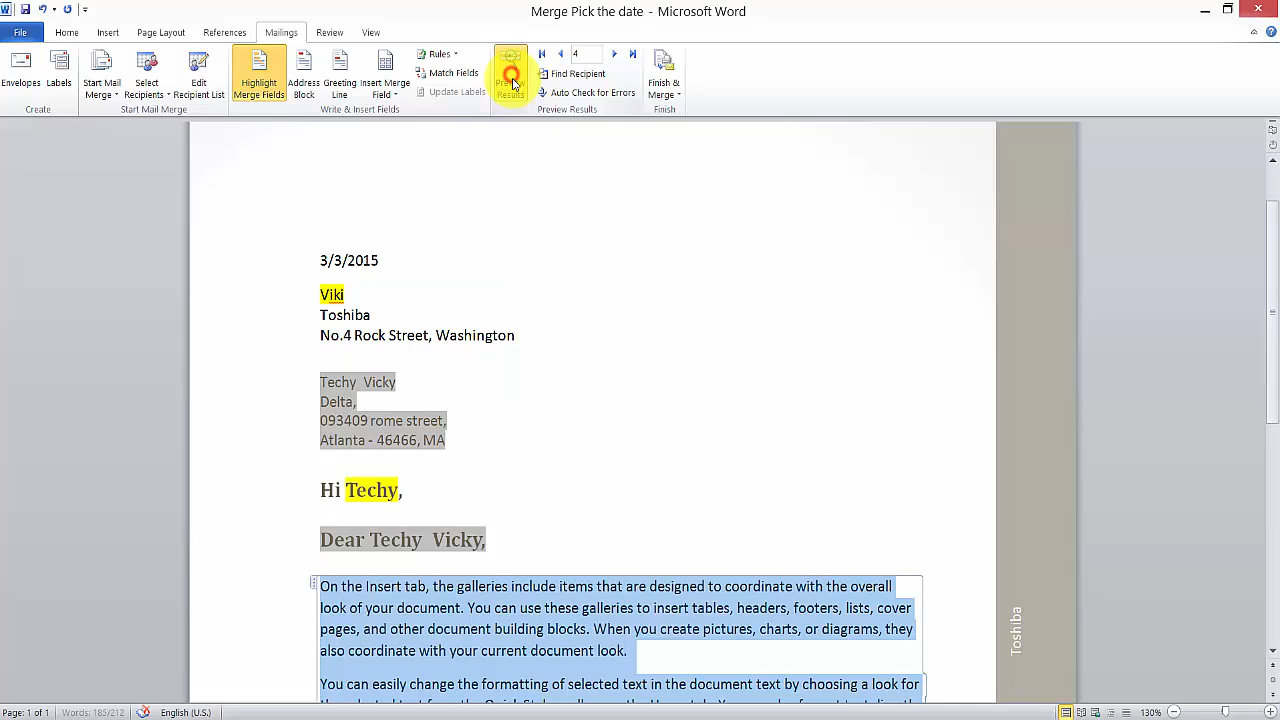 Merge Pick the date - Microsoft Word
File Home Insert Page Layout References Mailings Review View
Envelopes Labels Start Mail Merge Select Recipients Edit Recipient List Highlight Merge Fields Address Block Greeting Line Insert Merge Field Rules Match Fields Update Labels Preview Results 4 Find Recipient Auto Check for Errors Finish & Merge
Create Start Mail Merge Write & Insert Fields Preview Results Finish
3/3/2015
Viki
Toshiba
No.4 Rock Street, Washington
Techy Vicky
Delta,
093409 rome street,
Atlanta - 46466, MA
Hi Techy,
Dear Techy Vicky,
On the Insert tab, the galleries include items that are designed to coordinate with the overall
look of your document. You can use these galleries to insert tables, headers, footers, lists, cover
pages, and other document building blocks. When you create pictures, charts, or diagrams, they
also coordinate with your current document look.
You can easily change the formatting of selected text in the document text by choosing a look for
Toshiba
Page: 1 of 1 Words: 185/212 English (U.S.) 130%